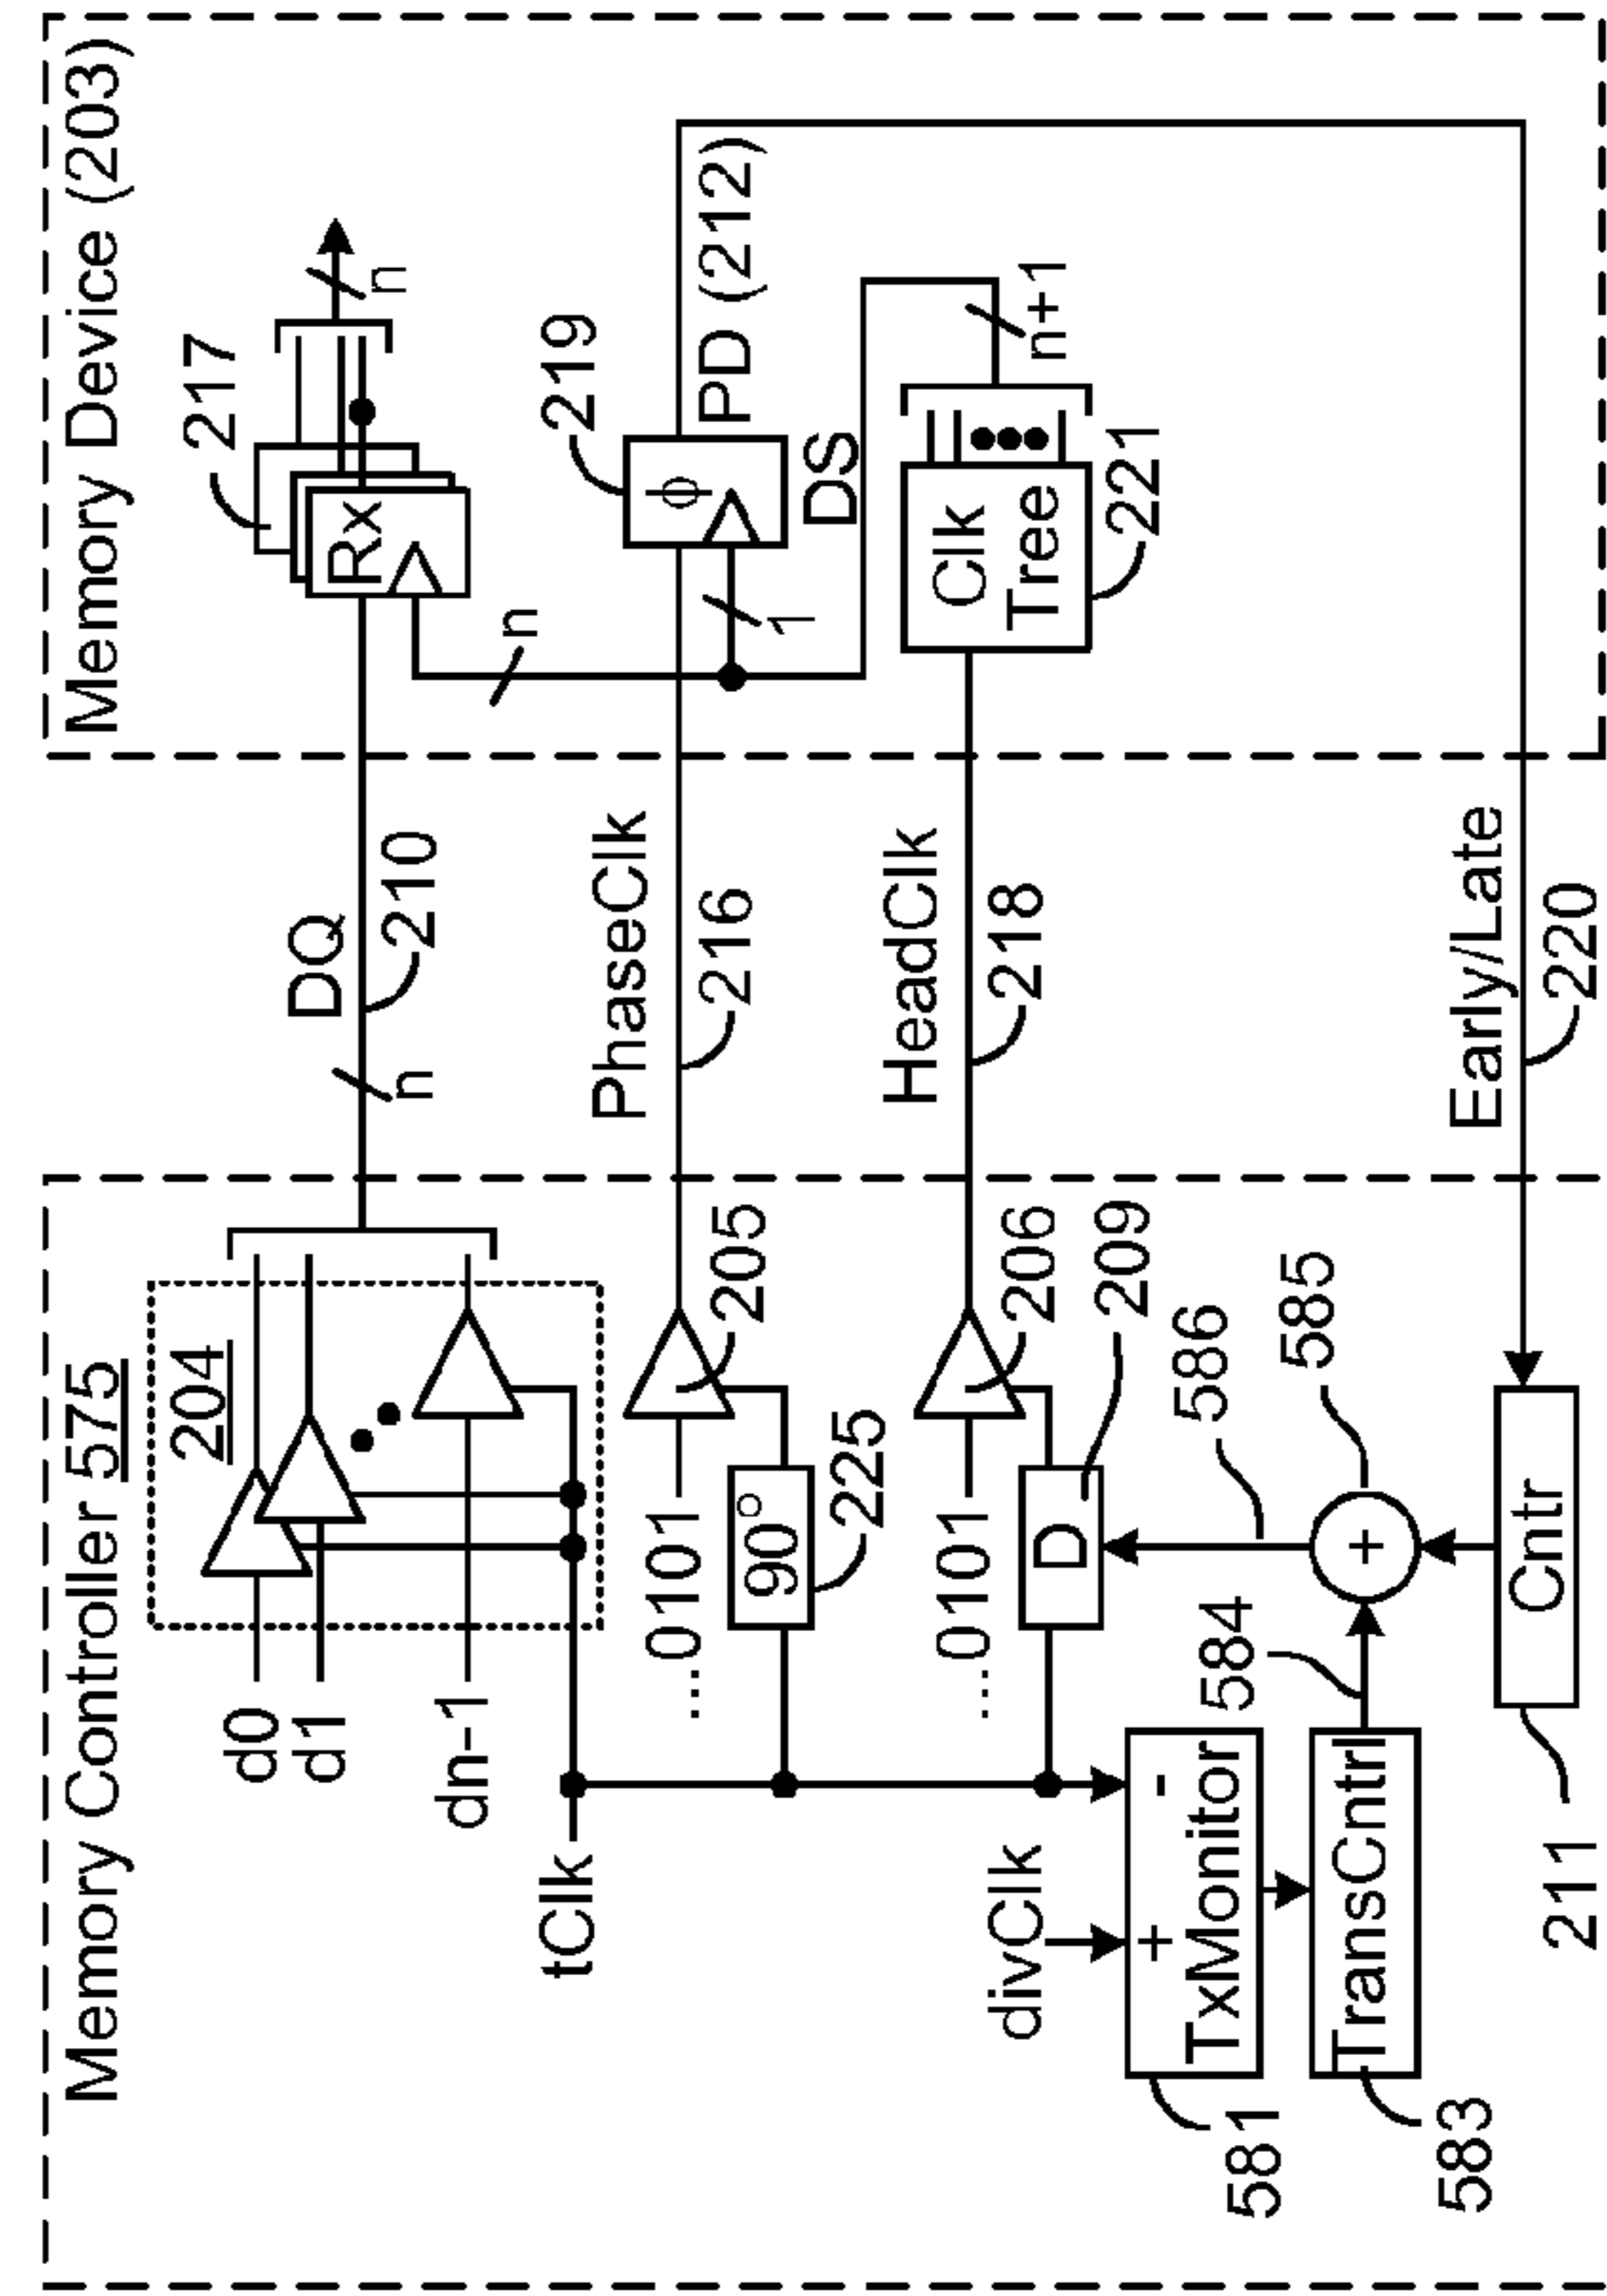 Memory Controller 575
Memory Device (203)
204
d0
d1
dn-1
tClk
DQ
210
n
217
Rx
n
n
...0101
205
90°
225
PhaseClk
216
219
ϕ
1
PD (212)
DS
...0101
206
D
209
HeadClk
218
Clk
Tree
221
n+1
divClk
+
-
TxMonitor
581
TransCntrl
583
584
586
585
+
Cntr
211
Early/Late
220